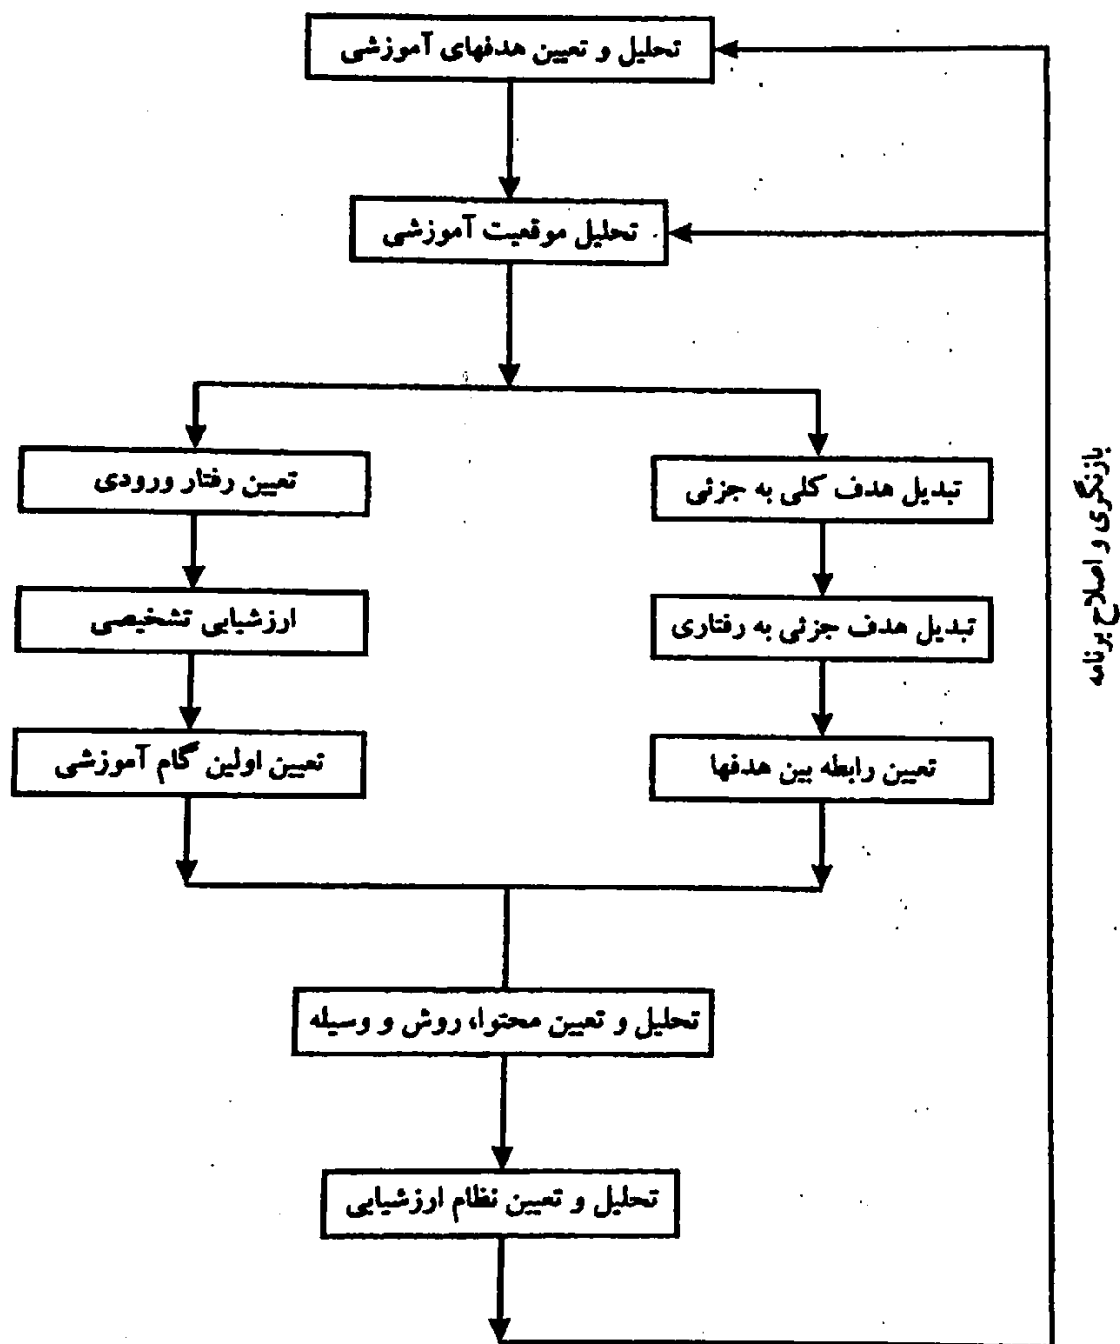 تحلیل و تعیین هدفهای آموزشی
تحلیل موقعیت آموزشی
تبدیل هدف کلی به جزئی
تعیین رفتار ورودی
تبدیل هدف جزئی به رفتاری
ارزشیابی تشخیصی
تعیین رابطه بین هدفها
تعیین اولین گام آموزشی
تحلیل و تعیین محتوا، روش و وسیله
تحلیل و تعیین نظام ارزشیابی
بازنگری و اصلاح برنامه